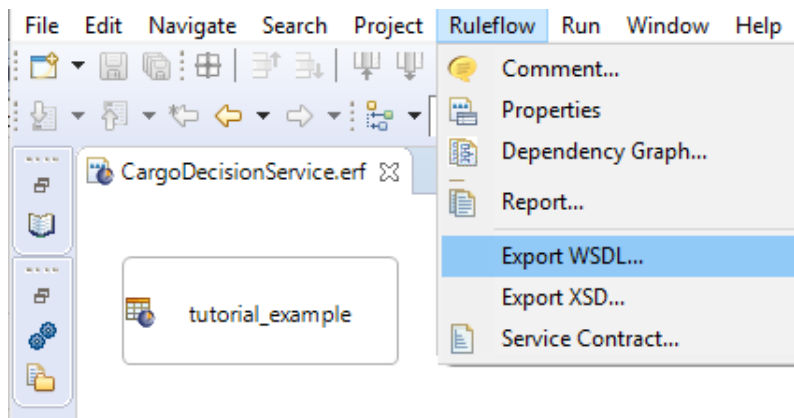 File Edit Navigate Search Project Ruleflow Run Window Help
Comment...
Properties
Dependency Graph...
Report...
Export WSDL...
Export XSD...
Service Contract...
CargoDecisionService.erf
tutorial_example